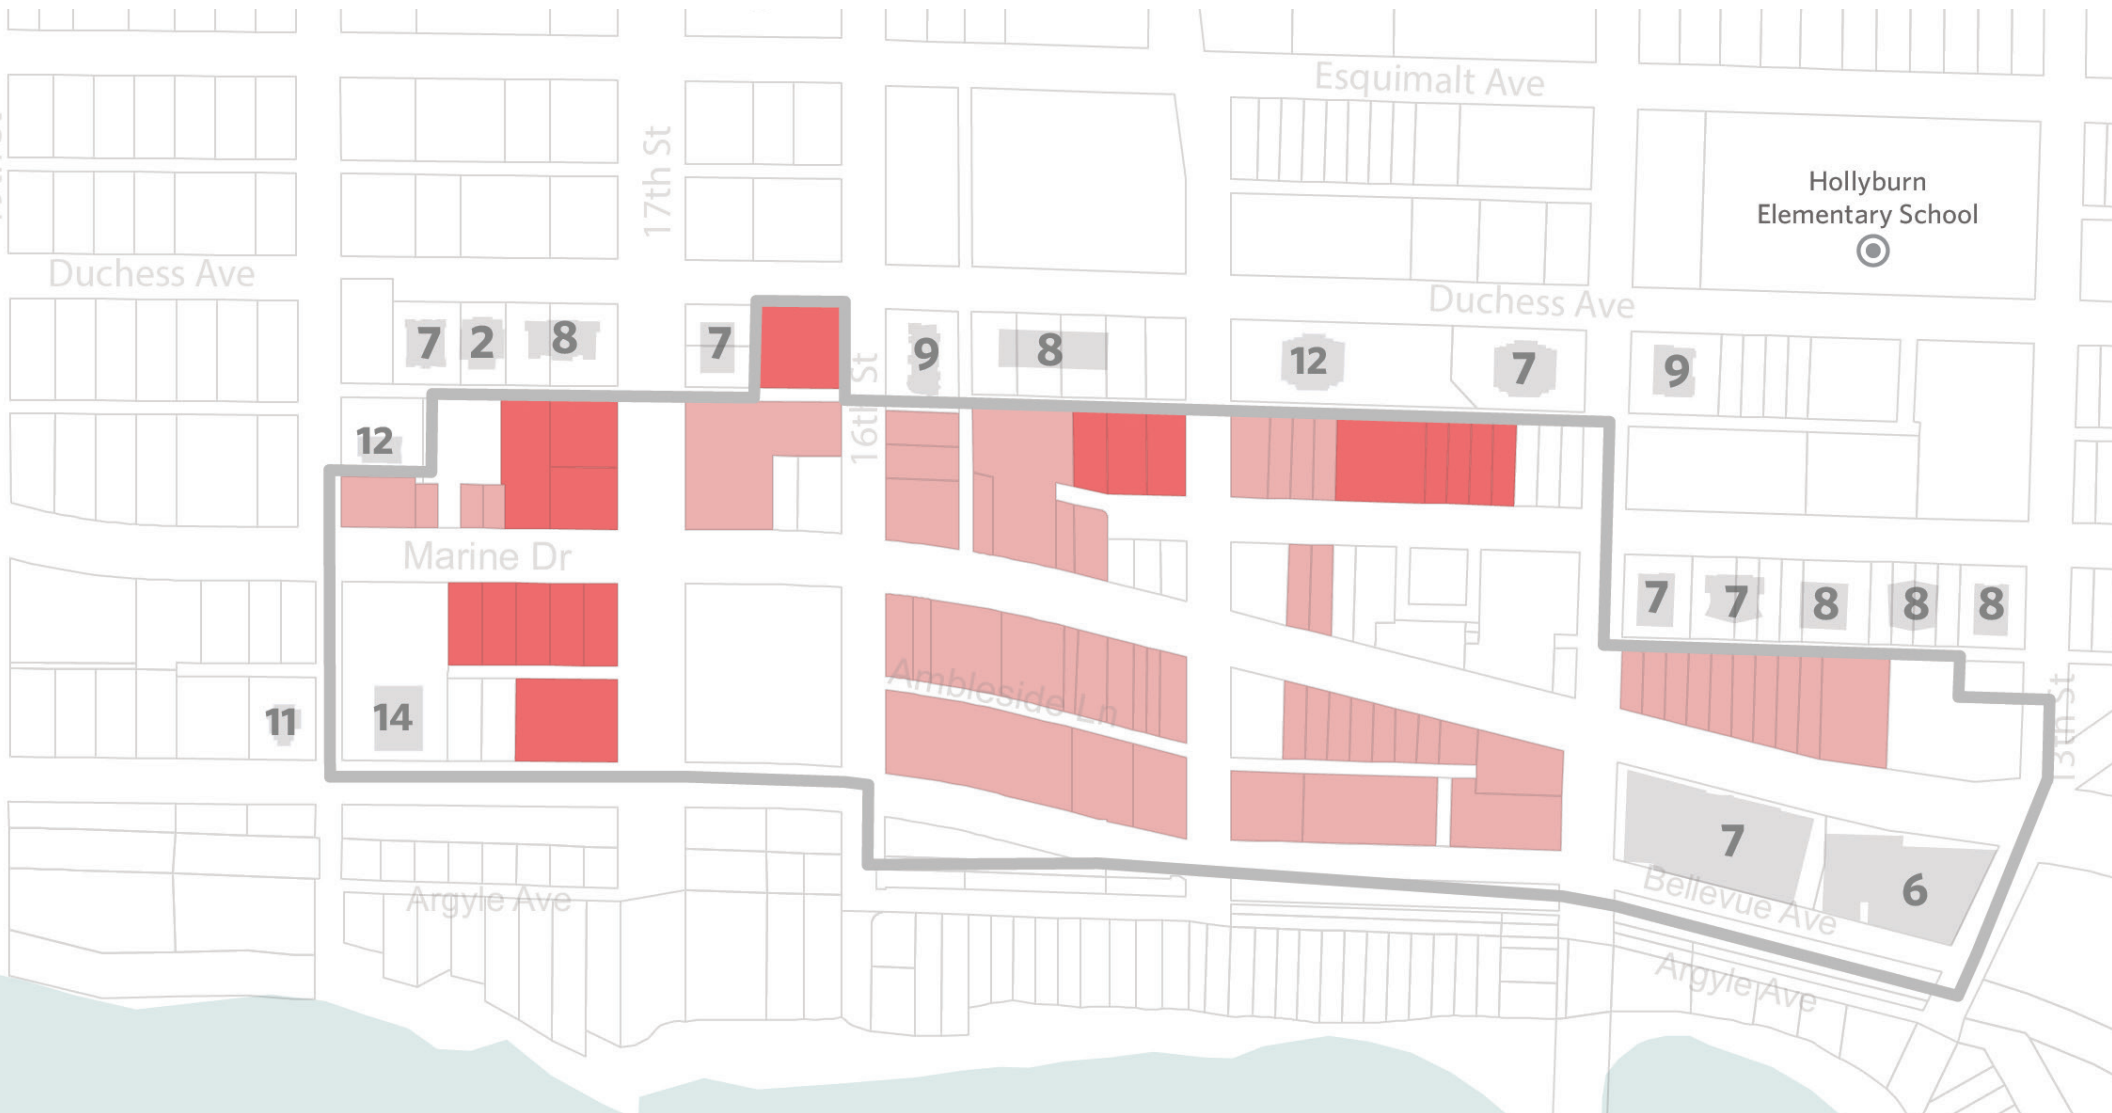 Esquimalt Ave
17th St
Hollyburn
Elementary School
Duchess Ave
Duchess Ave
7
2
8
7
16th St
9
8
12
7
9
12
Marine Dr
7
7
8
8
8
Ambleside Ln
11
14
13th St
7
6
Bellevue Ave
Argyle Ave
Argyle Ave